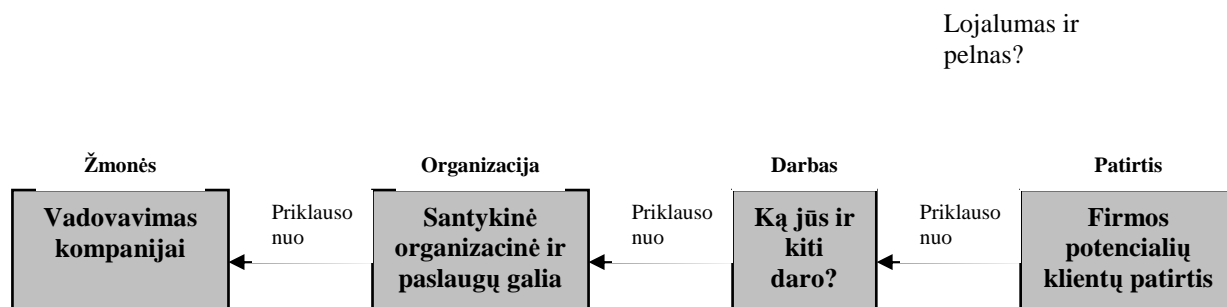 Lojalumas ir
pelnas?
Žmonės
Organizacija
Darbas
Patirtis
Vadovavimas
kompanijai
Priklauso
nuo
Santykinė
organizacinė ir
paslaugų galia
Priklauso
nuo
Ką jūs ir
kiti
daro?
Priklauso
nuo
Firmos
potencialių
klientų patirtis